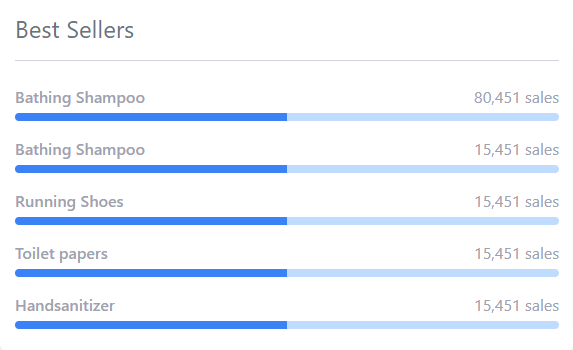 Best Sellers
Bathing Shampoo 80,451 sales
Bathing Shampoo 15,451 sales
Running Shoes 15,451 sales
Toilet papers 15,451 sales
Handsanitizer 15,451 sales